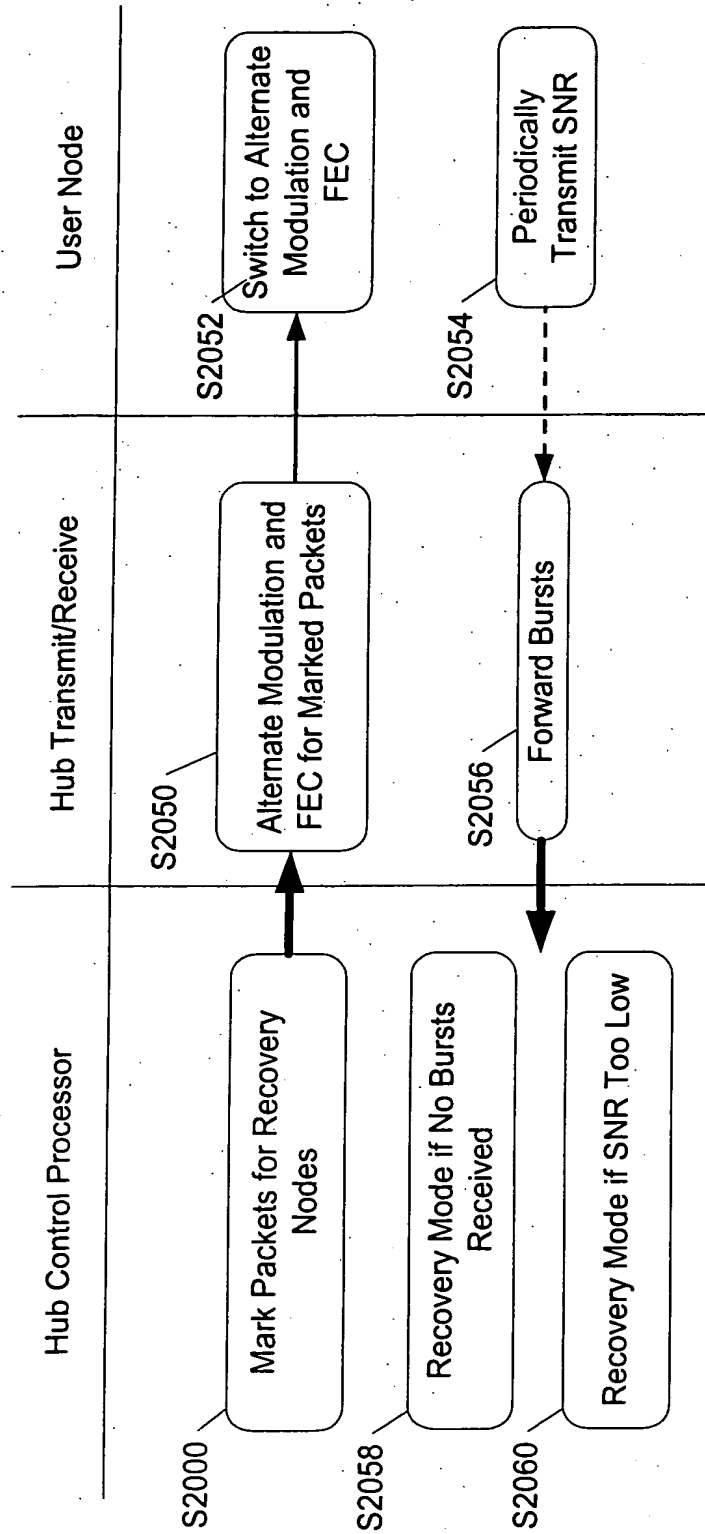 Hub Control Processor
Hub Transmit/Receive
User Node
S2000
Mark Packets for Recovery
Nodes
S2050
Alternate Modulation and
FEC for Marked Packets
S2052
Switch to Alternate
Modulation and
FEC
S2058
Recovery Mode if No Bursts
Received
S2060
Recovery Mode if SNR Too Low
S2056
Forward Bursts
S2054
Periodically
Transmit SNR